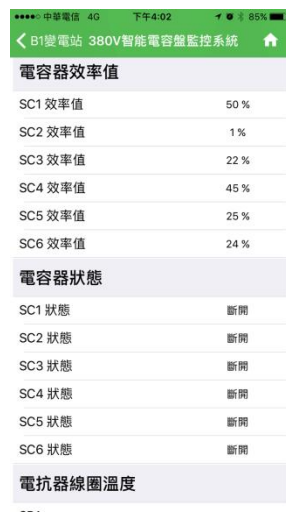 中華電信 4G 下午4:02 85%
B1變電站 380V智能電容盤監控系統
電容器效率值
SC1 效率值 50 %
SC2 效率值 1 %
SC3 效率值 22 %
SC4 效率值 45 %
SC5 效率值 25 %
SC6 效率值 24 %
電容器狀態
SC1 狀態 斷開
SC2 狀態 斷開
SC3 狀態 斷開
SC4 狀態 斷開
SC5 狀態 斷開
SC6 狀態 斷開
電抗器線圈溫度